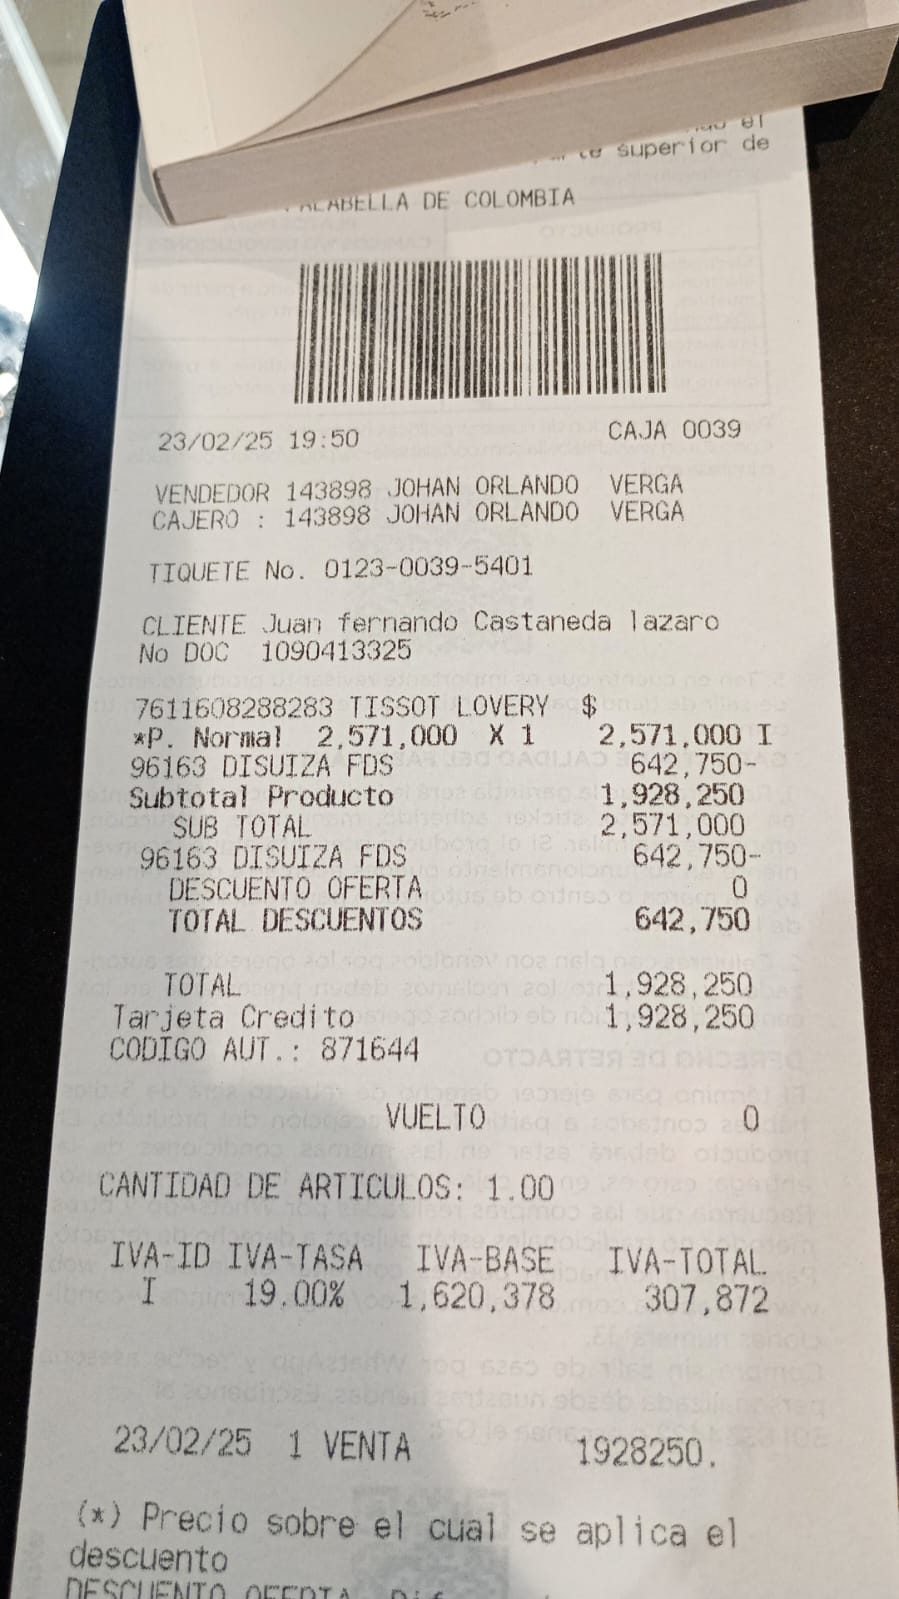 superior de
FALABELLA DE COLOMBIA
23/02/25 19:50 CAJA 0039
VENDEDOR 143898 JOHAN ORLANDO VERGA
CAJERO : 143898 JOHAN ORLANDO VERGA
TIQUETE No. 0123-0039-5401
CLIENTE Juan fernando Castaneda lazaro
No DOC 1090413325
7611608288283 TISSOT LOVERY $
*P. Normal 2,571,000 X 1 2,571,000 I
96163 DISUIZA FDS 642,750-
Subtotal Producto 1,928,250
SUB TOTAL 2,571,000
96163 DISUIZA FDS 642,750-
DESCUENTO OFERTA 0
TOTAL DESCUENTOS 642,750
TOTAL 1,928,250
Tarjeta Credito 1,928,250
CODIGO AUT.: 871644
VUELTO 0
CANTIDAD DE ARTICULOS: 1.00
IVA-ID IVA-TASA IVA-BASE IVA-TOTAL
I 19.00% 1,620,378 307,872
23/02/25 1 VENTA 1928250.
(*) Precio sobre el cual se aplica el
descuento
DESCUENTO OFERTA